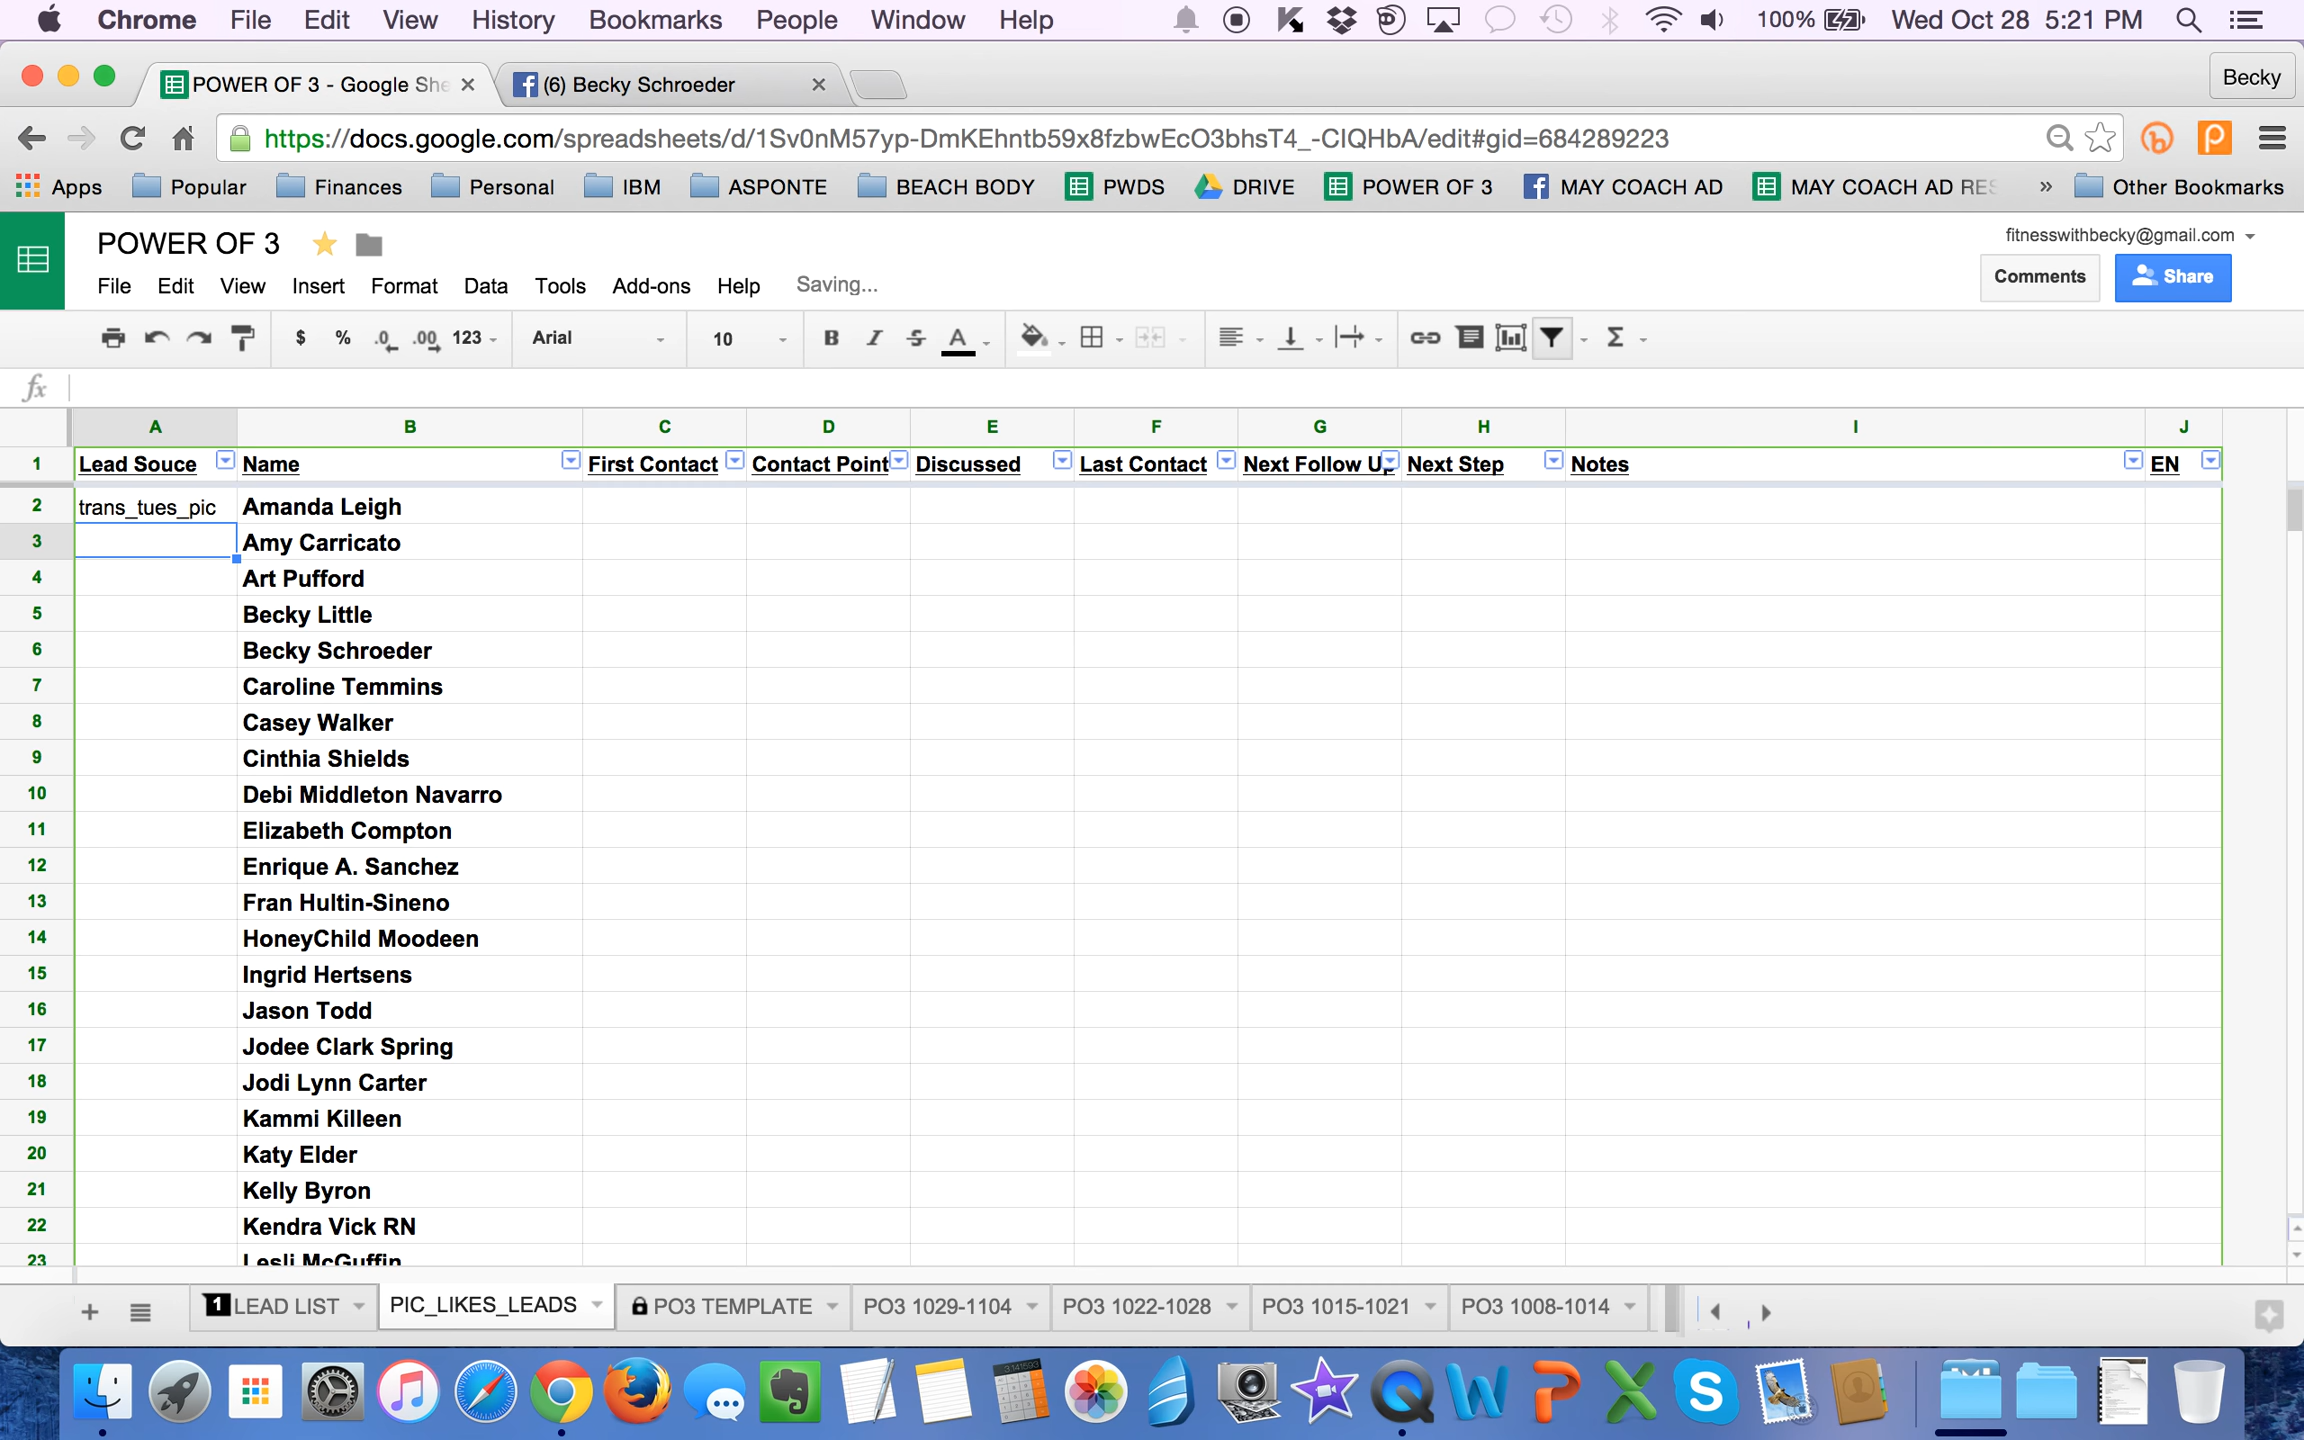 Chrome File Edit View History Bookmarks People Window Help 100% Wed Oct 28 5:21 PM
POWER OF 3 - Google She (6) Becky Schroeder Becky
https://docs.google.com/spreadsheets/d/1Sv0nM57yp-DmKEhntb59x8fzbwEcO3bhsT4_-CIQHbA/edit#gid=684289223
Apps Popular Finances Personal IBM ASPONTE BEACH BODY PWDS DRIVE POWER OF 3 MAY COACH AD MAY COACH AD RES » Other Bookmarks
POWER OF 3 fitnesswithbecky@gmail.com
File Edit View Insert Format Data Tools Add-ons Help Saving... Comments Share
$ % .0 .00 123 Arial 10 B I S A Σ
fx
A B C D E F G H I J
1 Lead Souce Name First Contact Contact Point Discussed Last Contact Next Follow Up Next Step Notes EN
2 trans_tues_pic Amanda Leigh
3 Amy Carricato
4 Art Pufford
5 Becky Little
6 Becky Schroeder
7 Caroline Temmins
8 Casey Walker
9 Cinthia Shields
10 Debi Middleton Navarro
11 Elizabeth Compton
12 Enrique A. Sanchez
13 Fran Hultin-Sineno
14 HoneyChild Moodeen
15 Ingrid Hertsens
16 Jason Todd
17 Jodee Clark Spring
18 Jodi Lynn Carter
19 Kammi Killeen
20 Katy Elder
21 Kelly Byron
22 Kendra Vick RN
23 Lesli McGuffin
+ 1 LEAD LIST PIC_LIKES_LEADS PO3 TEMPLATE PO3 1029-1104 PO3 1022-1028 PO3 1015-1021 PO3 1008-1014